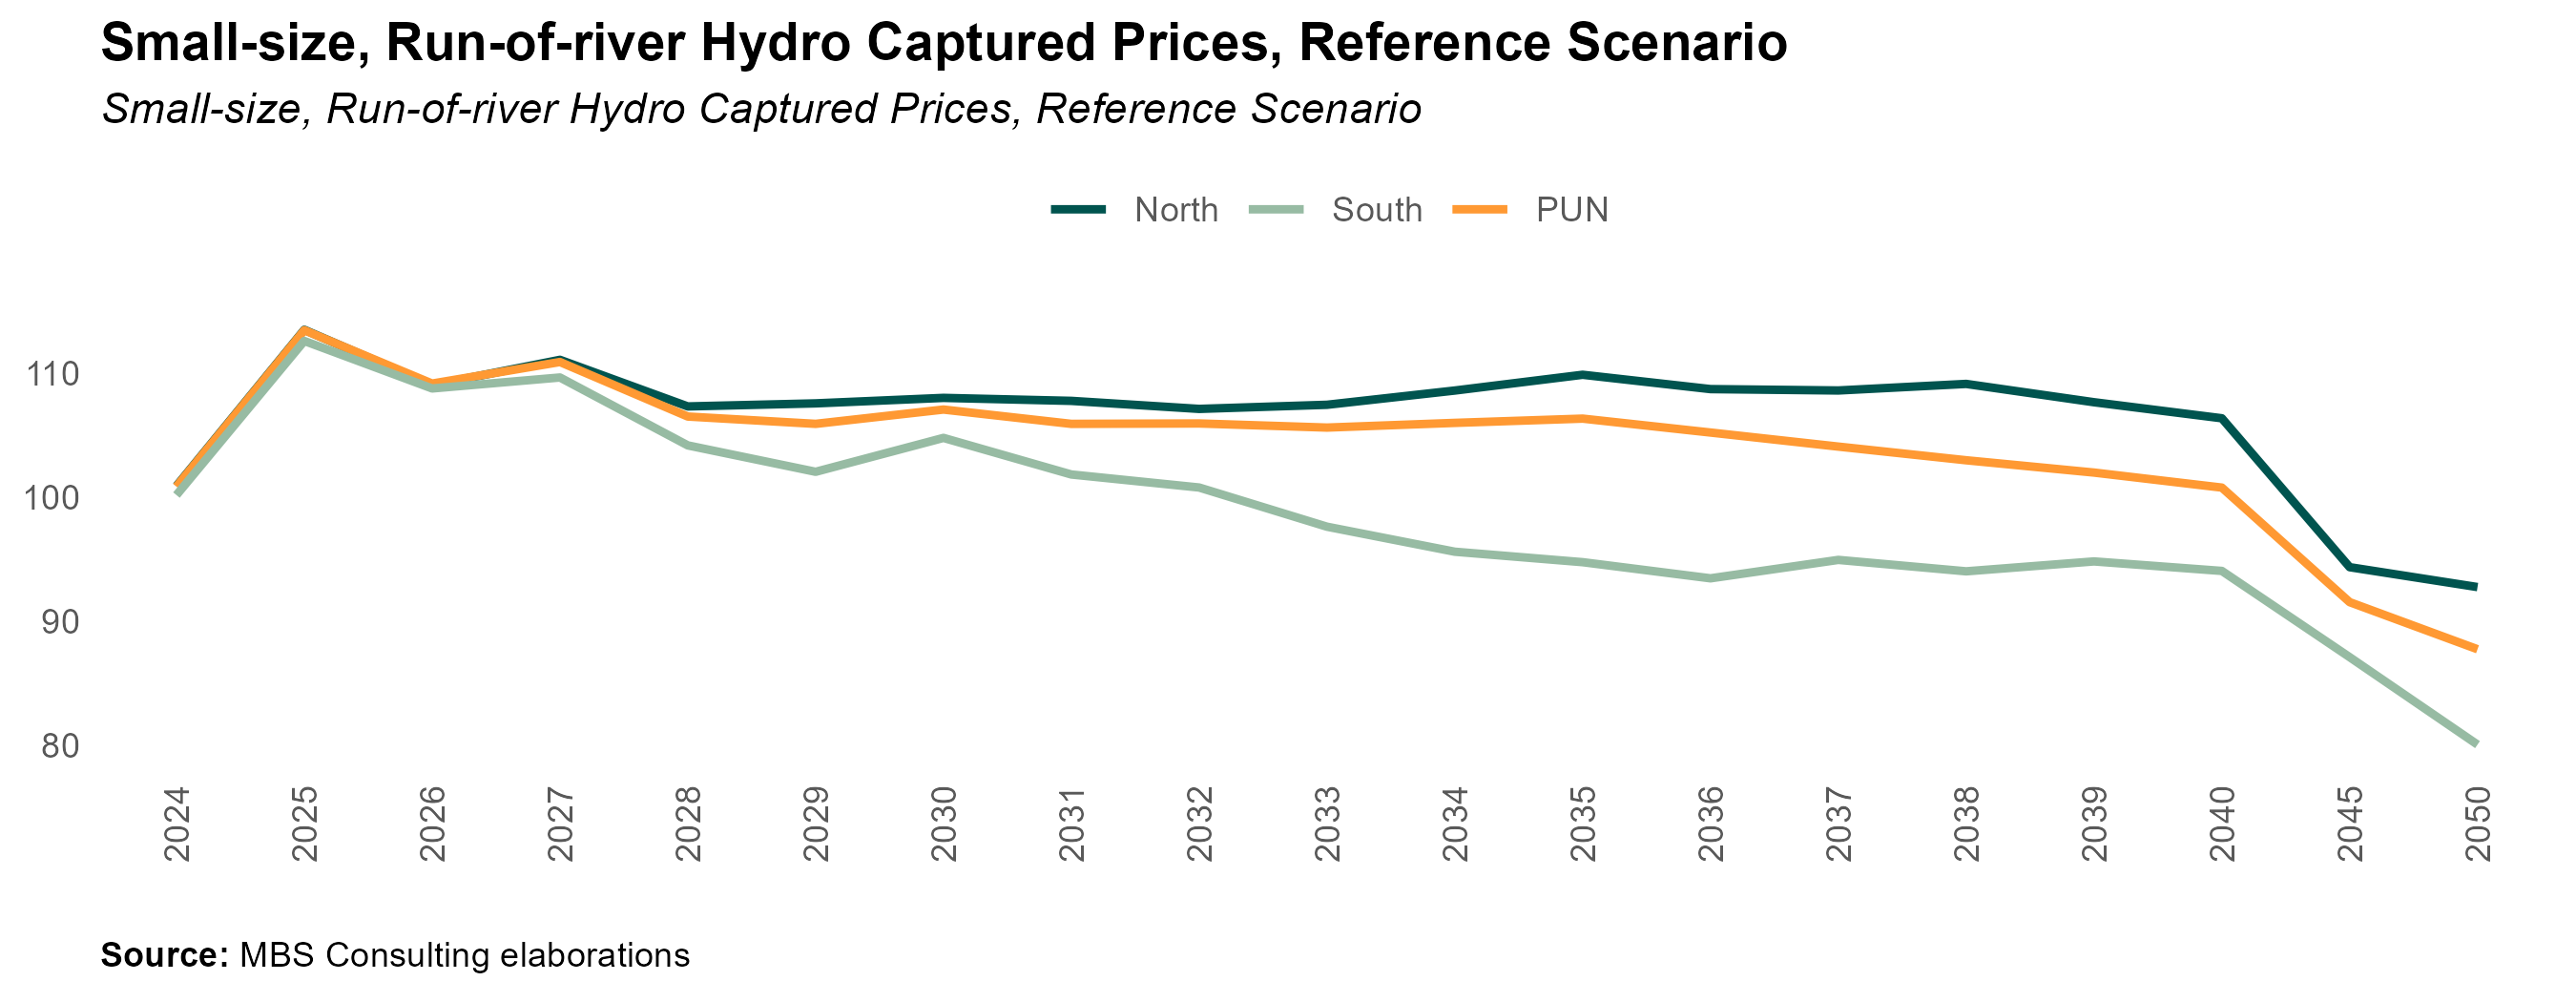 Small-size, Run-of-river Hydro Captured Prices, Reference Scenario
Small-size, Run-of-river Hydro Captured Prices, Reference Scenario
North South PUN
110
100
90
80
2024 2025 2026 2027 2028 2029 2030 2031 2032 2033 2034 2035 2036 2037 2038 2039 2040 2045 2050
Source: MBS Consulting elaborations